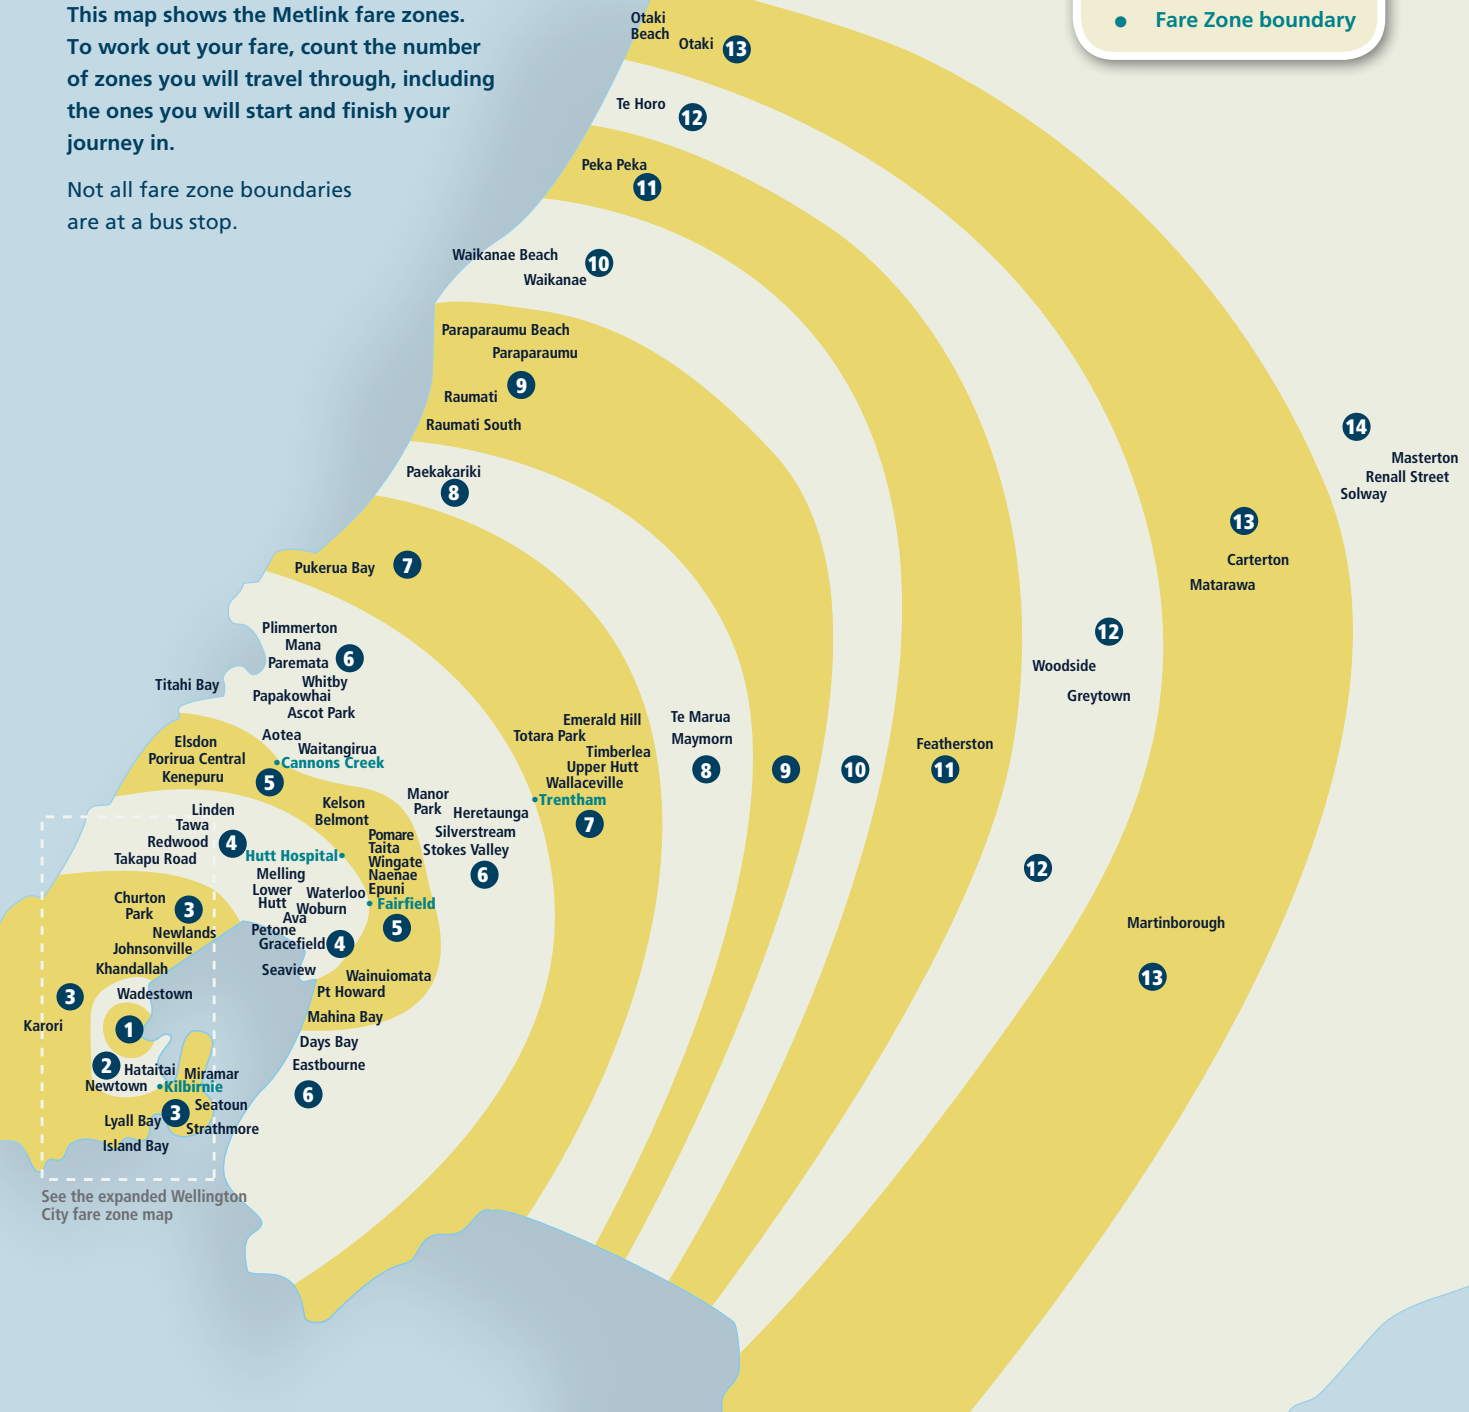 This map shows the Metlink fare zones.
To work out your fare, count the number
of zones you will travel through, including
the ones you will start and finish your
journey in.
Not all fare zone boundaries
are at a bus stop.
• Fare Zone boundary
Otaki
Beach
Otaki 13
Te Horo
12
Peka Peka
11
Waikanae Beach
10
Waikanae
Paraparaumu Beach
Paraparaumu
9
Raumati
Raumati South
Paekakariki
8
Pukerua Bay 7
Plimmerton
Mana
Paremata 6
Whitby
Papakowhai
Ascot Park
Titahi Bay
Aotea
Waitangirua
•Cannons Creek
Elsdon
Porirua Central
Kenepuru
5
Linden
Tawa
Redwood
Takapu Road
4
Kelson
Belmont
Pomare
Taita
Wingate
Naenae
Epuni
• Fairfield
5
Hutt Hospital•
Melling
Lower
Hutt
Waterloo
Woburn
Ava
Petone
Gracefield 4
Seaview
Wainuiomata
Pt Howard
Mahina Bay
Days Bay
Eastbourne
6
Manor
Park
Heretaunga
Silverstream
Stokes Valley
6
Emerald Hill
Totara Park
Timberlea
Upper Hutt
Wallaceville
•Trentham
7
Te Marua
Maymorn
8
9
10
Featherston
11
12
Woodside
Greytown
12
13
Carterton
Matarawa
14
Masterton
Renall Street
Solway
Martinborough
13
Churton
Park
3
Newlands
Johnsonville
Khandallah
3
Wadestown
Karori
1
2
Hataitai
Miramar
Newtown
•Kilbirnie
3
Seatoun
Lyall Bay
Strathmore
Island Bay
See the expanded Wellington
City fare zone map